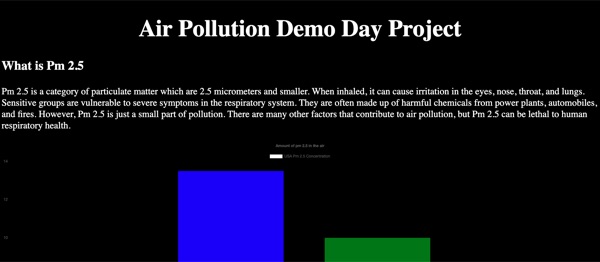 Air Pollution Demo Day Project
What is Pm 2.5
Pm 2.5 is a category of particulate matter which are 2.5 micrometers and smaller. When inhaled, it can cause irritation in the eyes, nose, throat, and lungs.
Sensitive groups are vulnerable to severe symptoms in the respiratory system. They are often made up of harmful chemicals from power plants, automobiles,
and fires. However, Pm 2.5 is just a small part of pollution. There are many other factors that contribute to air pollution, but Pm 2.5 can be lethal to human
respiratory health.
Amount of pm 2.5 in the air
Pm 2.5 Concentration
14
12
10